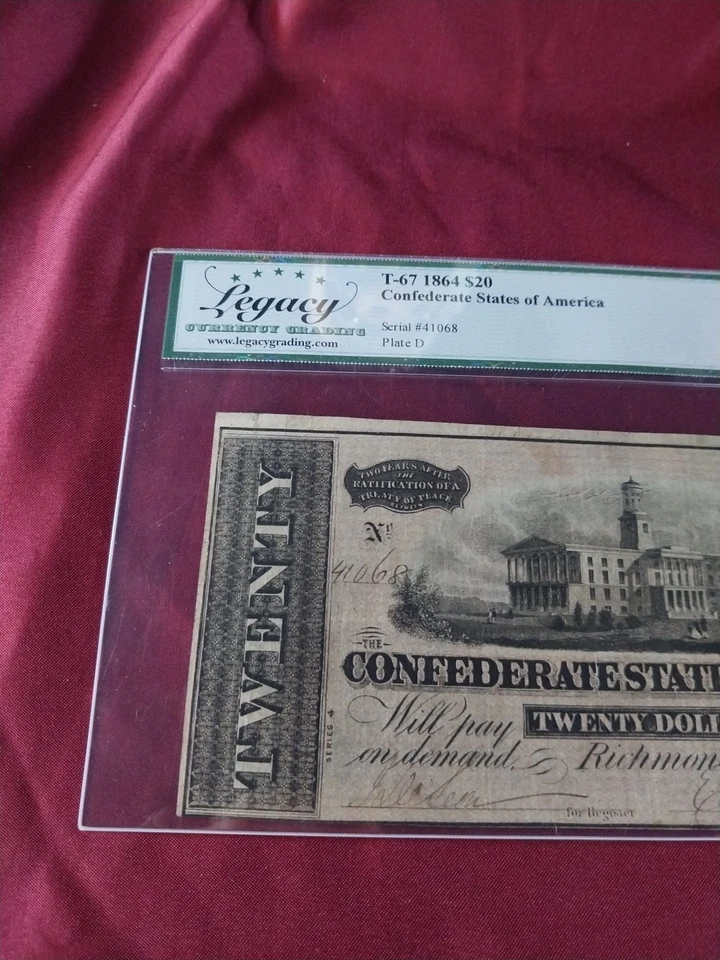 Legacy
CURRENCY GRADING
www.legacygrading.com
T-67 1864 $20
Confederate States of America
Serial #41068
Plate D
TWENTY
TWO YEARS AFTER
THE
RATIFICATION OF A
TREATY OF PEACE
No
41068
THE
CONFEDERATE STAT
Will pay TWENTY DOLL
on demand. Richmon
SERIES 4
for Register